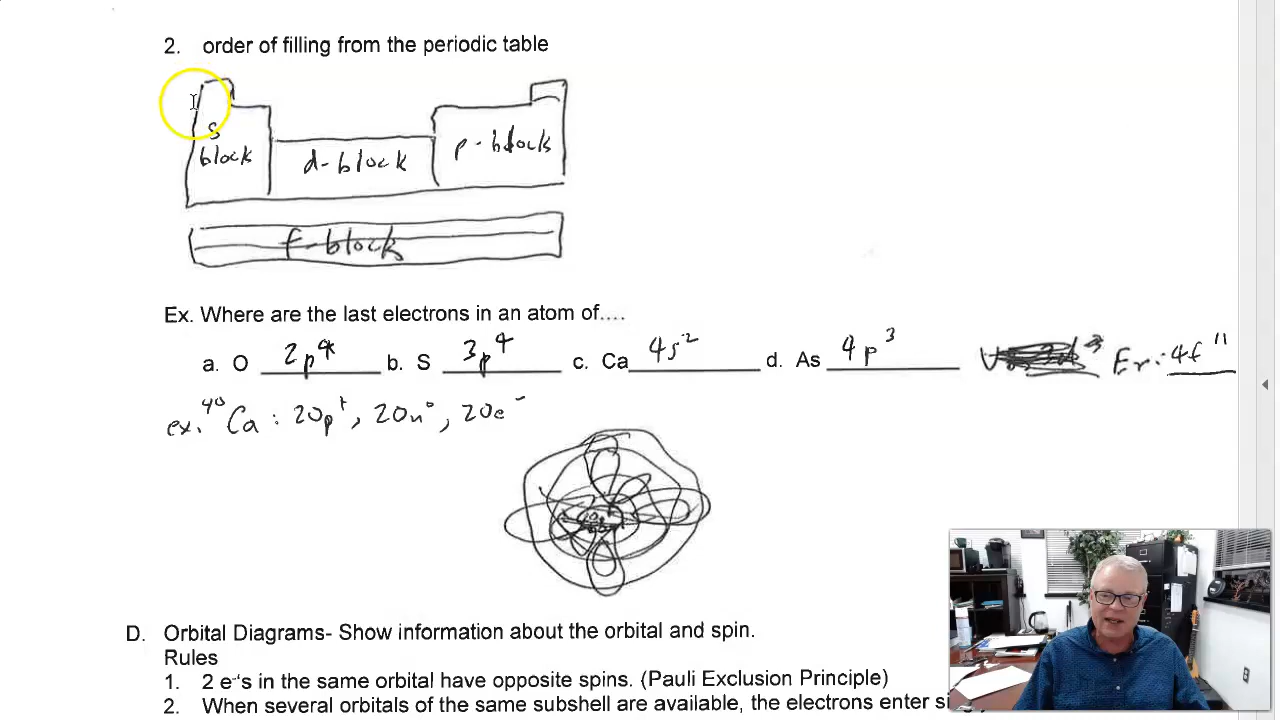 2. order of filling from the periodic table
s
block
d-block
p-block
f-block
Ex. Where are the last electrons in an atom of....
a. O 2p⁴ b. S 3p⁴ c. Ca 4s² d. As 4p³ Er: 4f¹¹
ex. ⁴⁰Ca : 20p⁺, 20n⁰, 20e⁻
D. Orbital Diagrams- Show information about the orbital and spin.
Rules
1. 2 e⁻'s in the same orbital have opposite spins. (Pauli Exclusion Principle)
2. When several orbitals of the same subshell are available, the electrons enter